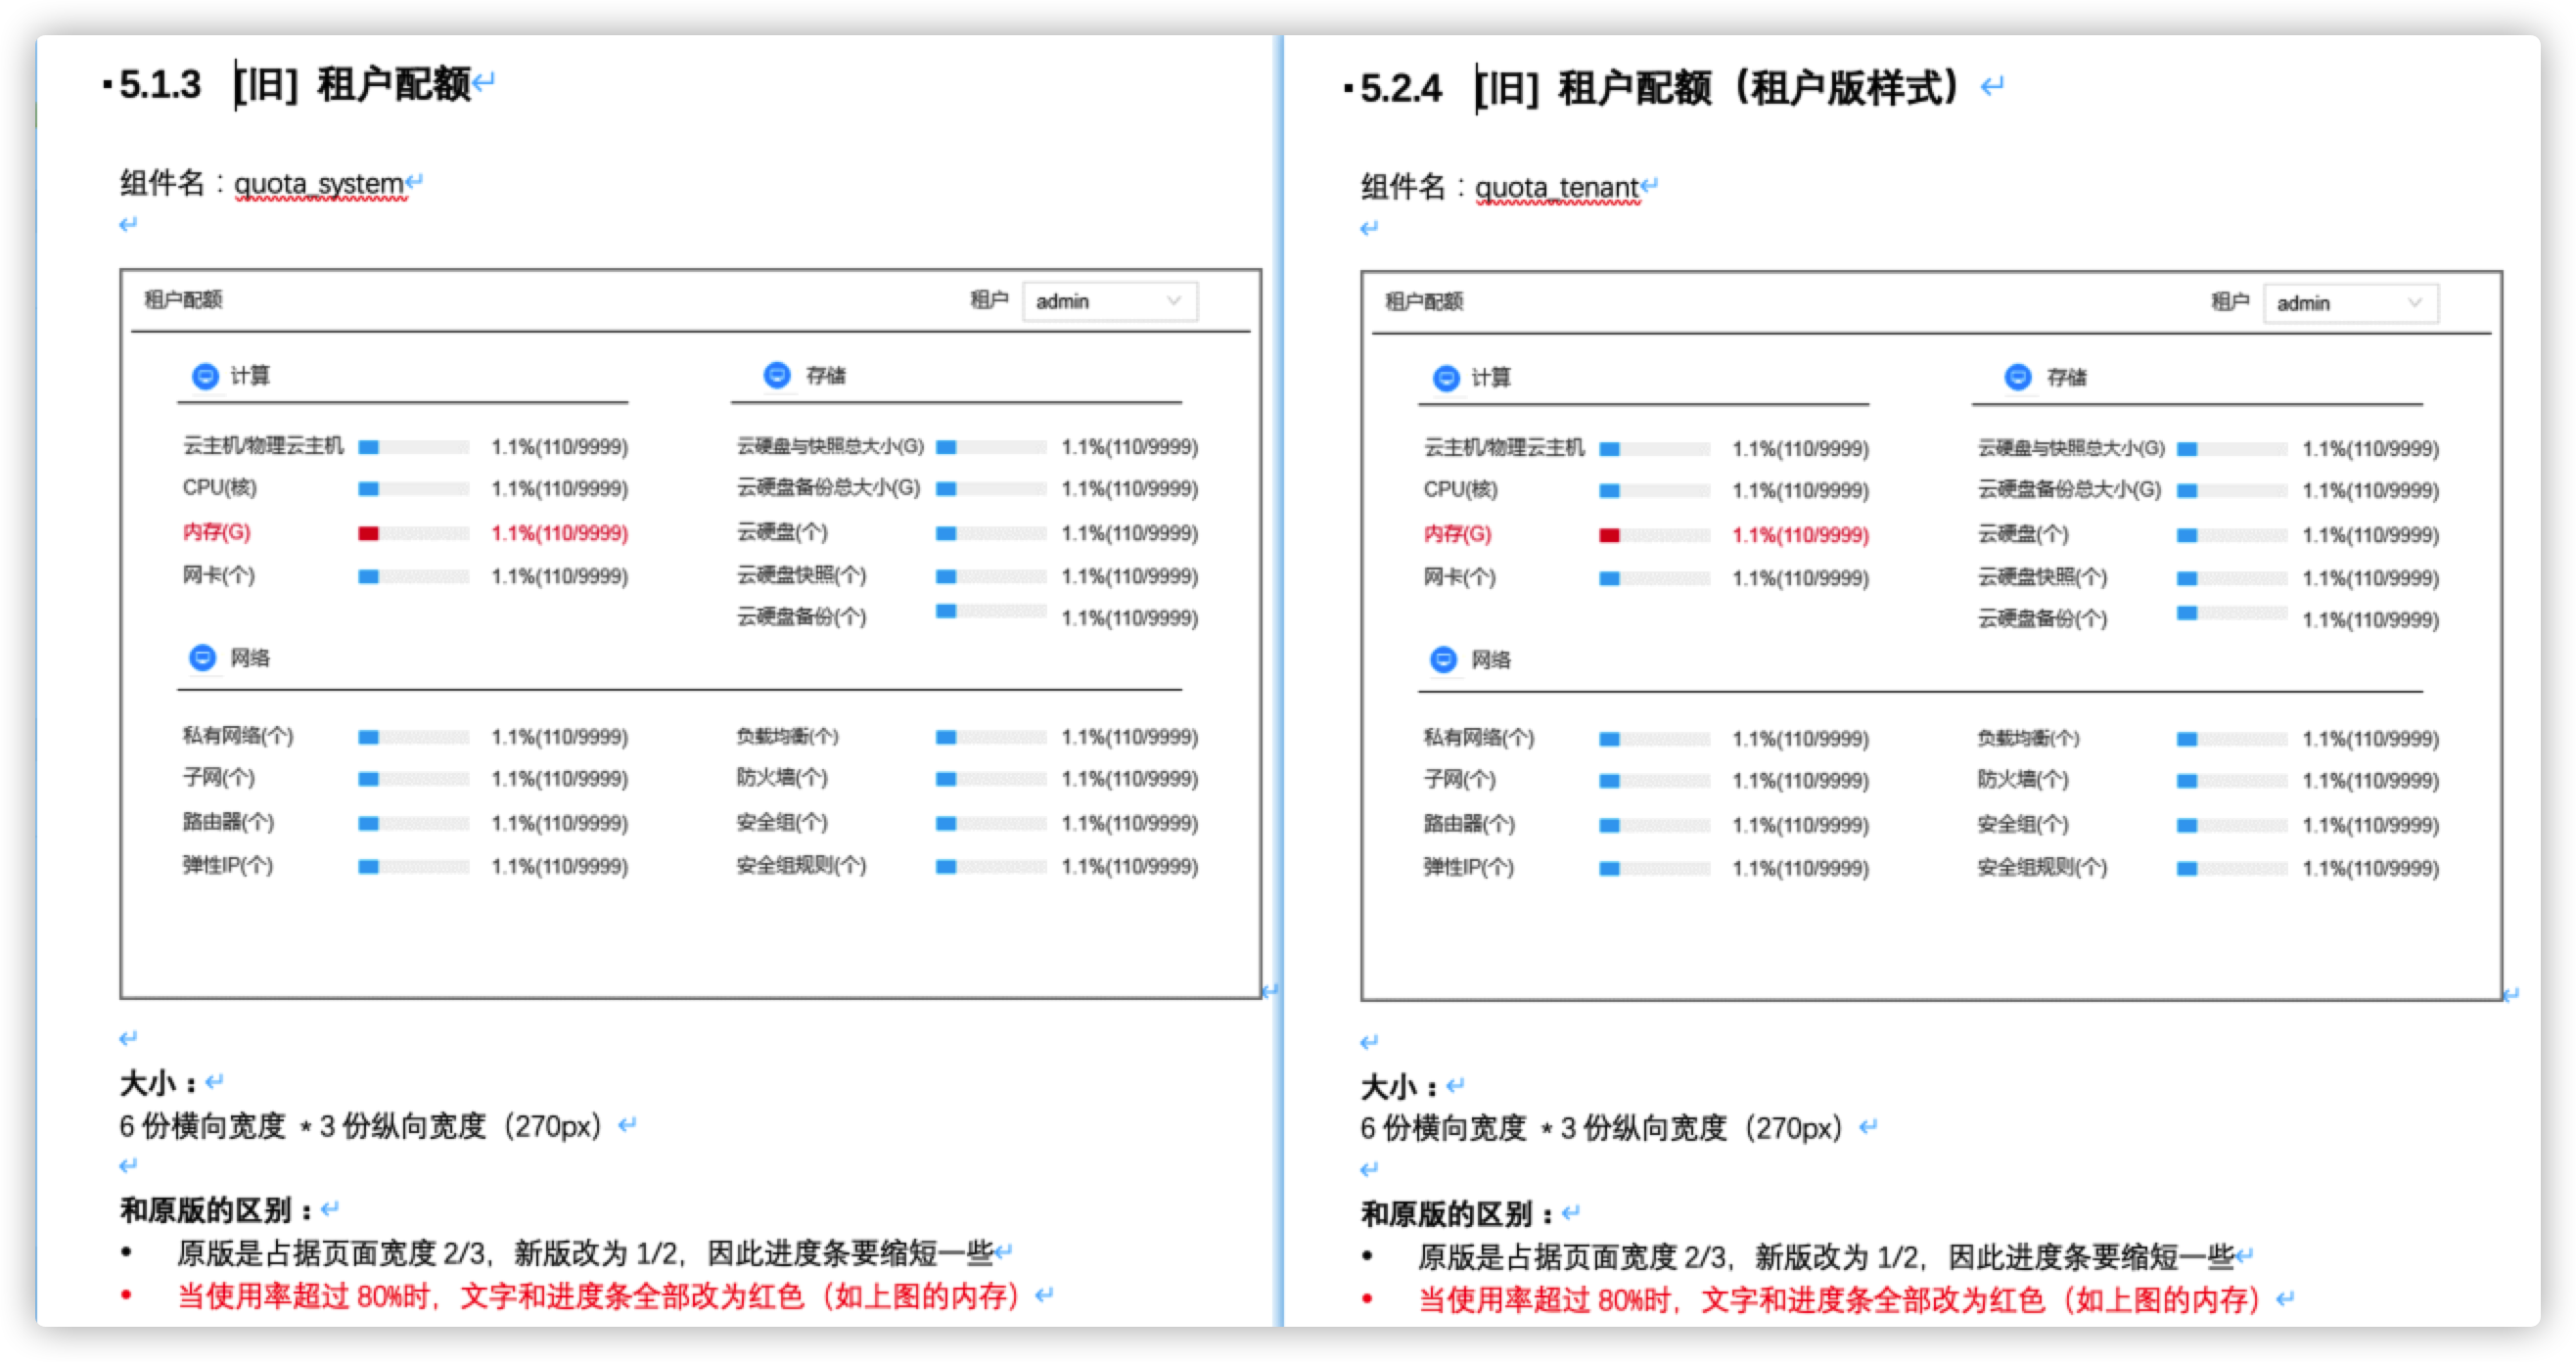 5.1.3 [旧] 租户配额
组件名：quota_system
租户配额 租户 admin
计算 存储
云主机/物理云主机 1.1%(110/9999) 云硬盘与快照总大小(G) 1.1%(110/9999)
CPU(核) 1.1%(110/9999) 云硬盘备份总大小(G) 1.1%(110/9999)
内存(G) 1.1%(110/9999) 云硬盘(个) 1.1%(110/9999)
网卡(个) 1.1%(110/9999) 云硬盘快照(个) 1.1%(110/9999)
云硬盘备份(个) 1.1%(110/9999)
网络
私有网络(个) 1.1%(110/9999) 负载均衡(个) 1.1%(110/9999)
子网(个) 1.1%(110/9999) 防火墙(个) 1.1%(110/9999)
路由器(个) 1.1%(110/9999) 安全组(个) 1.1%(110/9999)
弹性IP(个) 1.1%(110/9999) 安全组规则(个) 1.1%(110/9999)
大小：
6 份横向宽度 * 3 份纵向宽度（270px）
和原版的区别：
• 原版是占据页面宽度 2/3，新版改为 1/2，因此进度条要缩短一些
• 当使用率超过 80%时，文字和进度条全部改为红色（如上图的内存）
5.2.4 [旧] 租户配额（租户版样式）
组件名：quota_tenant
租户配额 租户 admin
计算 存储
云主机/物理云主机 1.1%(110/9999) 云硬盘与快照总大小(G) 1.1%(110/9999)
CPU(核) 1.1%(110/9999) 云硬盘备份总大小(G) 1.1%(110/9999)
内存(G) 1.1%(110/9999) 云硬盘(个) 1.1%(110/9999)
网卡(个) 1.1%(110/9999) 云硬盘快照(个) 1.1%(110/9999)
云硬盘备份(个) 1.1%(110/9999)
网络
私有网络(个) 1.1%(110/9999) 负载均衡(个) 1.1%(110/9999)
子网(个) 1.1%(110/9999) 防火墙(个) 1.1%(110/9999)
路由器(个) 1.1%(110/9999) 安全组(个) 1.1%(110/9999)
弹性IP(个) 1.1%(110/9999) 安全组规则(个) 1.1%(110/9999)
大小：
6 份横向宽度 * 3 份纵向宽度（270px）
和原版的区别：
• 原版是占据页面宽度 2/3，新版改为 1/2，因此进度条要缩短一些
• 当使用率超过 80%时，文字和进度条全部改为红色（如上图的内存）